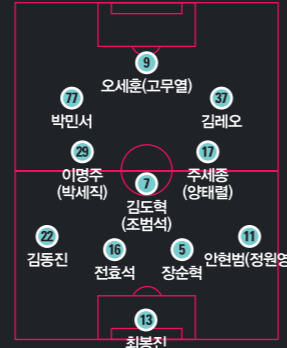 9
오세훈(고무열)
77
37
박민서
김레오
29
17
이명주
(박세직)
주세종
(양태렬)
7
김도혁
(조범석)
22
11
김동진
안현범(정원영
16
5
전효석
장순혁
13
최봉진